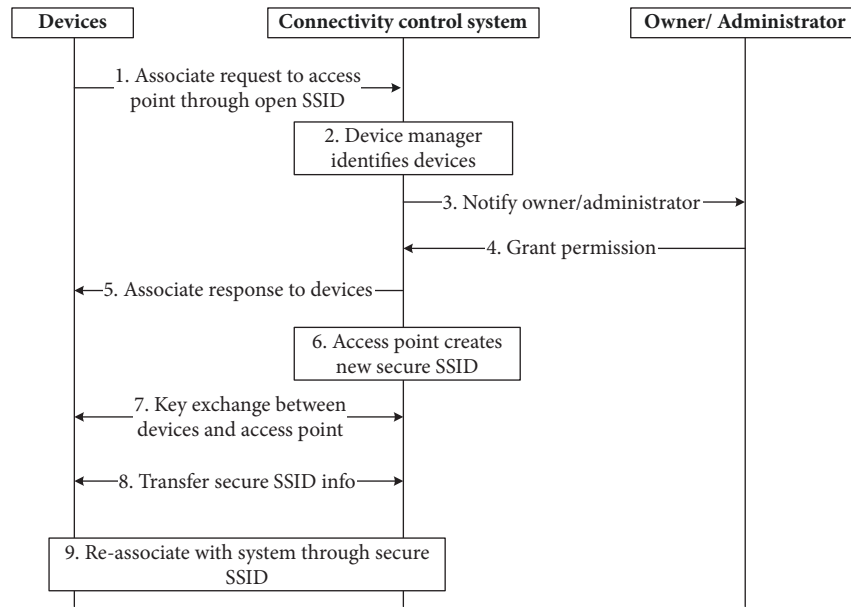 Devices
Connectivity control system
Owner/ Administrator
1. Associate request to access
point through open SSID
2. Device manager
identifies devices
3. Notify owner/administrator
4. Grant permission
5. Associate response to devices
6. Access point creates
new secure SSID
7. Key exchange between
devices and access point
8. Transfer secure SSID info
9. Re-associate with system through secure
SSID